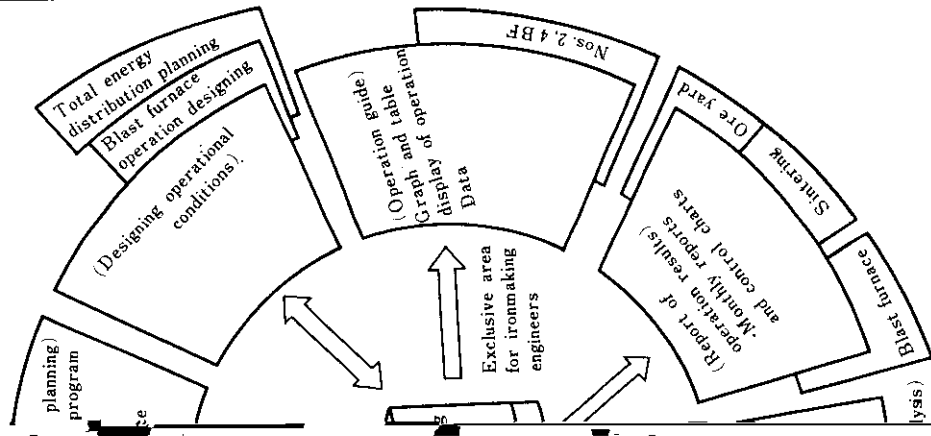 Total energy
distribution planning
Blast furnace
operation designing
(Designing operational
conditions)
Nos. 2, 4 BF
(Operation guide)
Graph and table
display of operation
Data
Ore yard
Sintering
Blast furnace
(Report of
operation results)
·Monthly reports
and control charts
Exclusive area
for ironmaking
engineers
planning)
program
lysis)